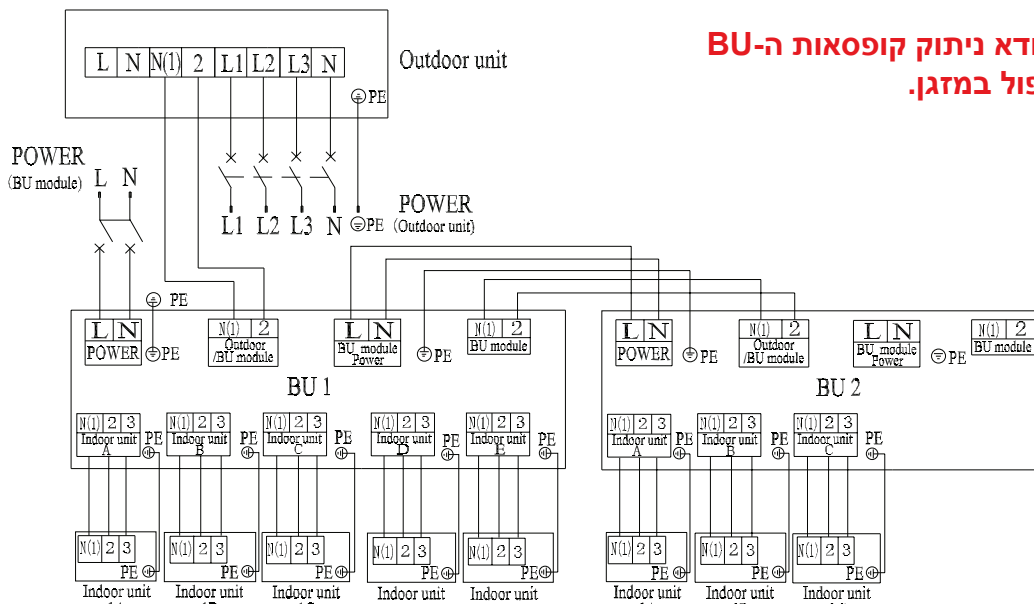 ודא ניתוק קופסאות ה-BU
במזגן.
L N N(1) 2 L1 L2 L3 N
Outdoor unit
PE
PE
POWER
(BU module) L N
L1 L2 L3 N PE
POWER
(Outdoor unit)
PE
L N
POWER
PE
N(1) 2
Outdoor
/BU module
L N
BU module
Power
PE
N(1) 2
BU module
BU 1
N(1) 2 3
Indoor unit
A
PE
N(1) 2 3
Indoor unit
B
PE
N(1) 2 3
Indoor unit
C
PE
N(1) 2 3
Indoor unit
D
PE
N(1) 2 3
Indoor unit
E
PE
N(1) 2 3
PE
Indoor unit
N(1) 2 3
PE
Indoor unit
N(1) 2 3
PE
Indoor unit
N(1) 2 3
PE
Indoor unit
N(1) 2 3
PE
Indoor unit
L N
POWER
PE
N(1) 2
Outdoor
/BU module
L N
BU module
Power
PE
N(1) 2
BU module
BU 2
N(1) 2 3
Indoor unit
A
PE
N(1) 2 3
Indoor unit
B
PE
N(1) 2 3
Indoor unit
C
PE
N(1) 2 3
PE
Indoor unit
N(1) 2 3
PE
Indoor unit
N(1) 2 3
PE
Indoor unit